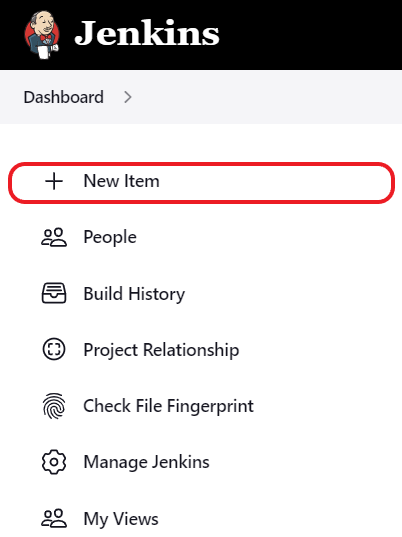 Jenkins
Dashboard
New Item
People
Build History
Project Relationship
Check File Fingerprint
Manage Jenkins
My Views